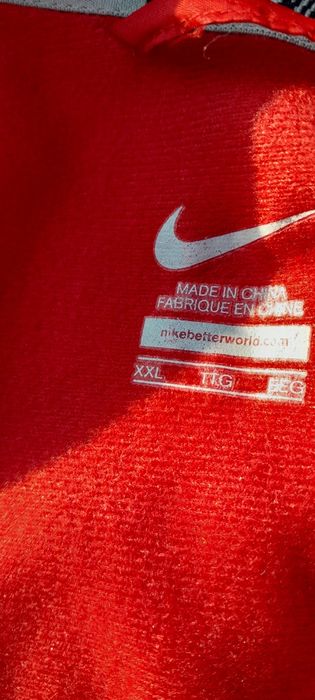 MADE IN CHINA
FABRIQUE EN CHINE
nikebetterworld.com
XXL TTG EEG